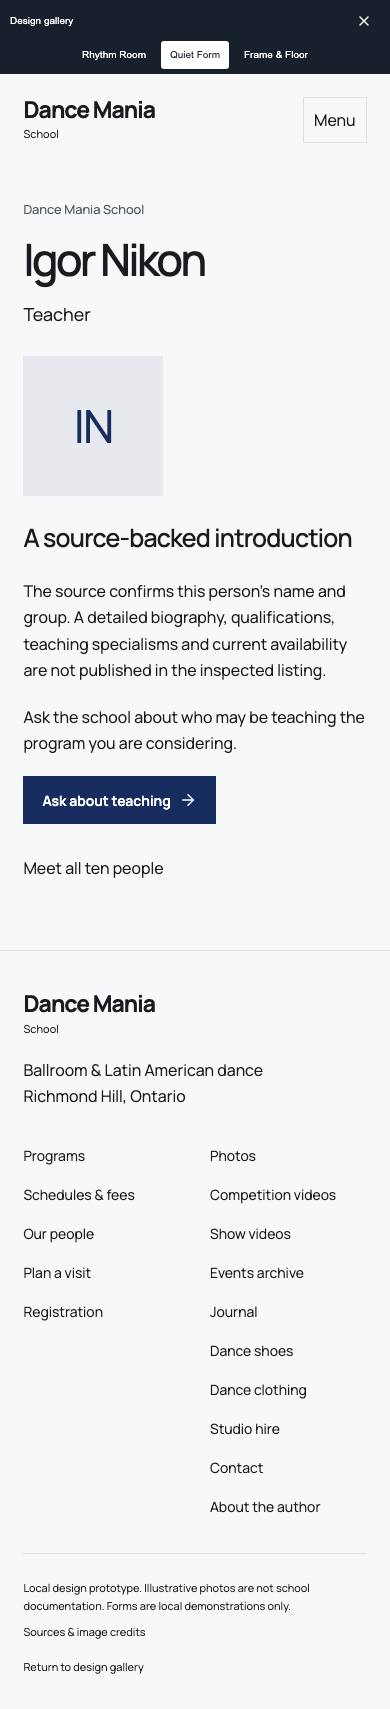 Design gallery
Rhythm Room
Quiet Form
Frame & Floor
Dance Mania
School
Menu
Dance Mania School
Igor Nikon
Teacher
IN
A source-backed introduction
The source confirms this person's name and
group. A detailed biography, qualifications,
teaching specialisms and current availability
are not published in the inspected listing.
Ask the school about who may be teaching the
program you are considering.
Ask about teaching
Meet all ten people
Dance Mania
School
Ballroom & Latin American dance
Richmond Hill, Ontario
Programs
Schedules & fees
Our people
Plan a visit
Registration
Photos
Competition videos
Show videos
Events archive
Journal
Dance shoes
Dance clothing
Studio hire
Contact
About the author
Local design prototype. Illustrative photos are not school
documentation. Forms are local demonstrations only.
Sources & image credits
Return to design gallery